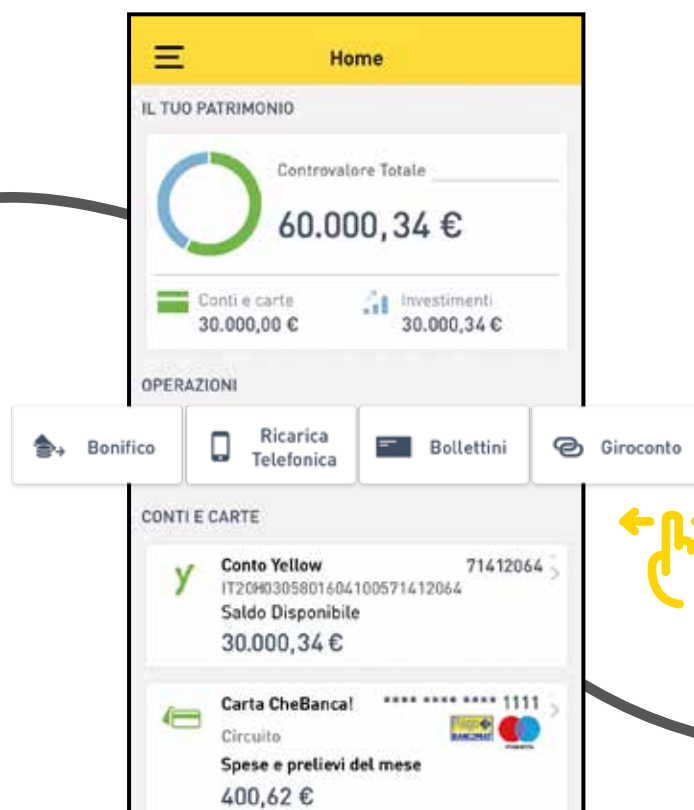 Home
IL TUO PATRIMONIO
Controvalore Totale
60.000,34 €
Conti e carte
30.000,00 €
Investimenti
30.000,34 €
OPERAZIONI
Bonifico
Ricarica
Telefonica
Bollettini
Giroconto
CONTI E CARTE
y
Conto Yellow 71412064
IT20H0305801604100571412064
Saldo Disponibile
30.000,34 €
Carta CheBanca! **** **** **** 1111
Circuito
BANCOMAT
Spese e prelievi del mese
400,62 €